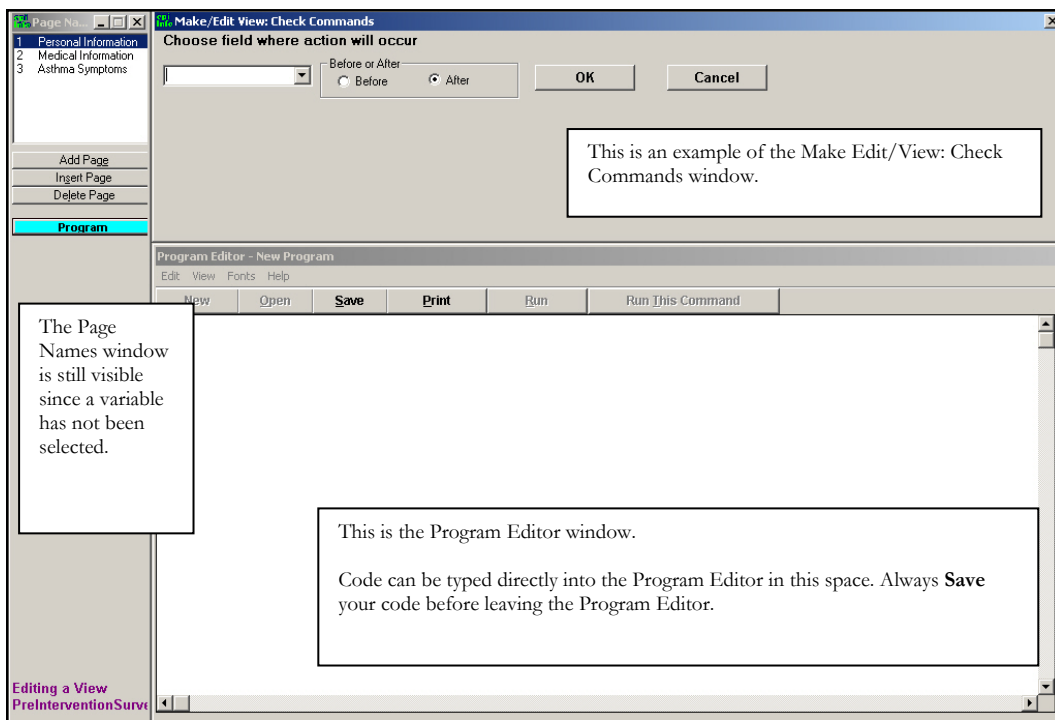 Page Na...
1 Personal Information
2 Medical Information
3 Asthma Symptoms
Add Page
Insert Page
Delete Page
Program
Make/Edit View: Check Commands
Choose field where action will occur
Before or After
Before
After
OK
Cancel
This is an example of the Make Edit/View: Check
Commands window.
Program Editor - New Program
Edit View Fonts Help
New Open Save Print Run Run This Command
The Page
Names window
is still visible
since a variable
has not been
selected.
This is the Program Editor window.
Code can be typed directly into the Program Editor in this space. Always Save
your code before leaving the Program Editor.
Editing a View
PreInterventionSurve